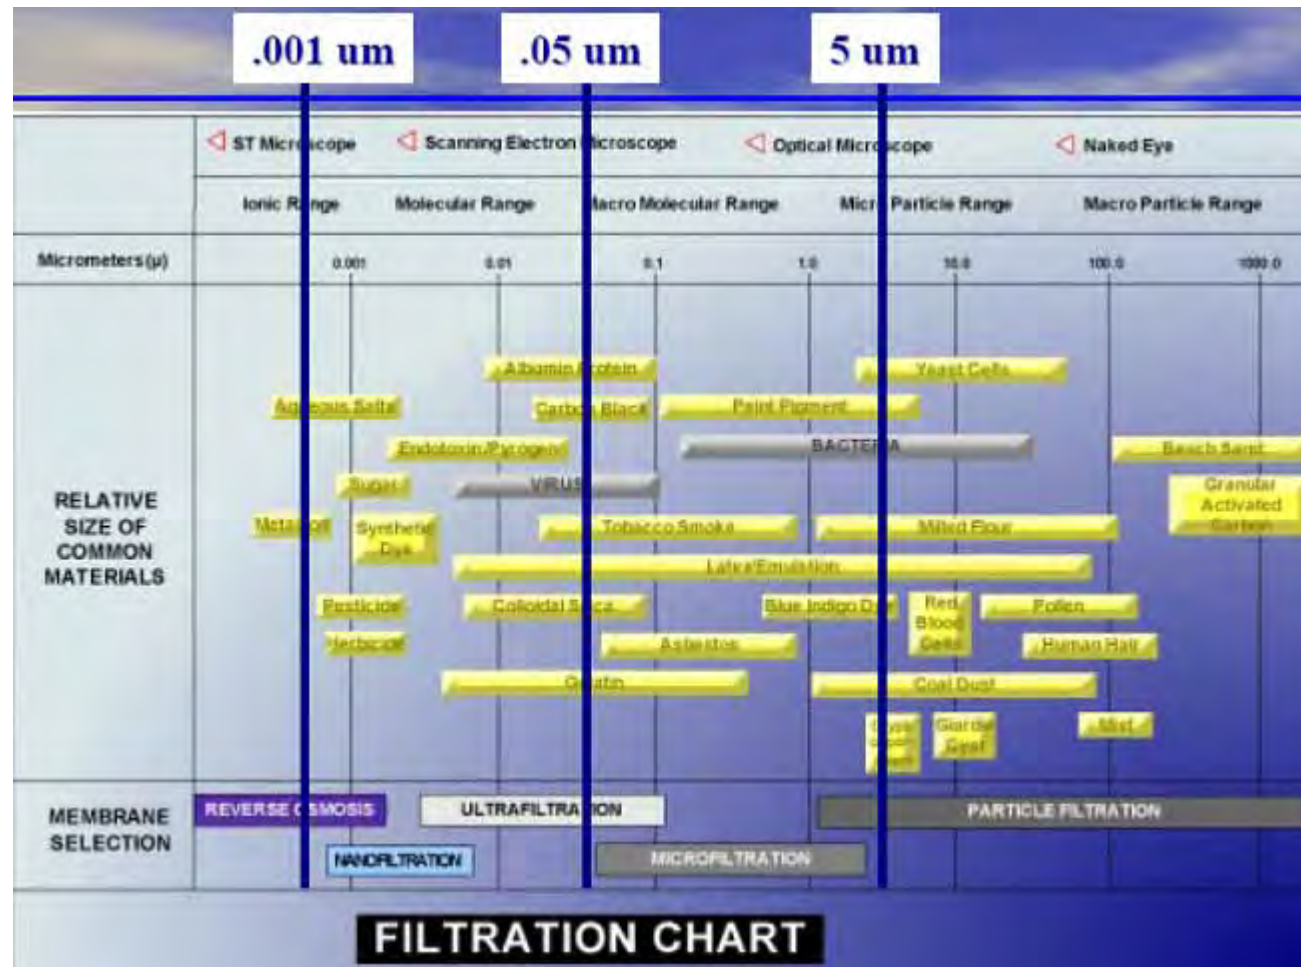 .001 um
.05 um
5 um
ST Microscope
Scanning Electron Microscope
Optical Microscope
Naked Eye
Ionic Range
Molecular Range
Macro Molecular Range
Micro Particle Range
Macro Particle Range
Micrometers(µ)
0.001
0.01
0.1
1.0
10.0
100.0
1000.0
RELATIVE
SIZE OF
COMMON
MATERIALS
Albumin Protein
Yeast Cells
Aqueous Salts
Carbon Black
Paint Pigment
Endotoxin/Pyrogens
BACTERIA
Beach Sand
Sugar
VIRUS
Granular
Activated
Carbon
Metal Ion
Synthetic
Dye
Tobacco Smoke
Milled Flour
Latex/Emulsion
Pesticide
Colloidal Silica
Blue Indigo Dye
Red
Blood
Cells
Pollen
Herbicide
Asbestos
Human Hair
Gelatin
Coal Dust
Giardia
Cyst
Mist
MEMBRANE
SELECTION
REVERSE OSMOSIS
ULTRAFILTRATION
PARTICLE FILTRATION
NANOFILTRATION
MICROFILTRATION
FILTRATION CHART